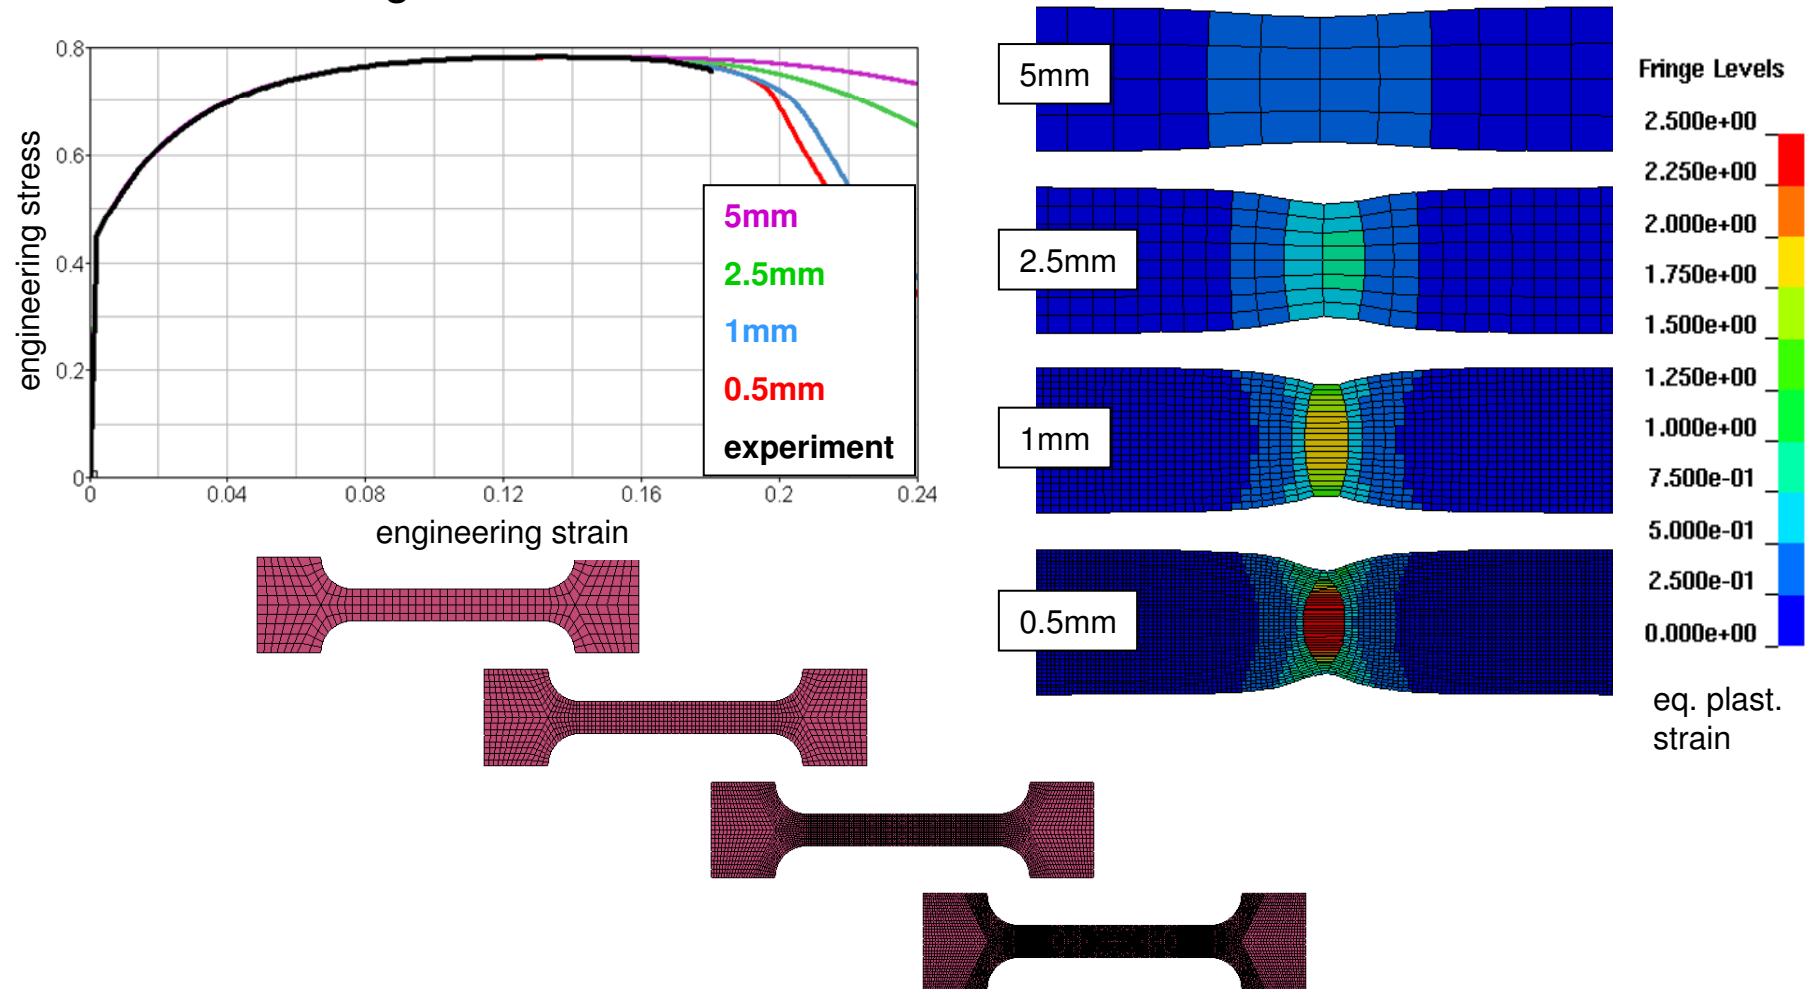 0.8
0.6
0.4
0.2
0
engineering stress
0
0.04
0.08
0.12
0.16
0.2
0.24
engineering strain
5mm
2.5mm
1mm
0.5mm
experiment
5mm
2.5mm
1mm
0.5mm
Fringe Levels
2.500e+00
2.250e+00
2.000e+00
1.750e+00
1.500e+00
1.250e+00
1.000e+00
7.500e-01
5.000e-01
2.500e-01
0.000e+00
eq. plast.
strain